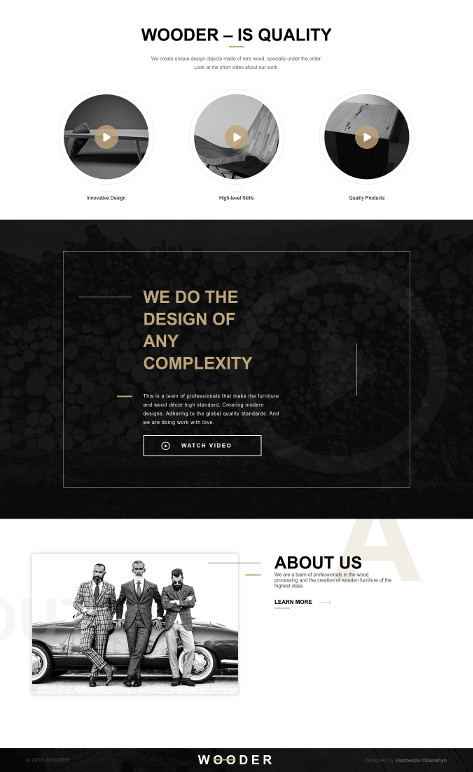 WOODER – IS QUALITY
We create unique design objects made of rare wood, specially under the order.
Look at the short video about our work.
Innovative Design
High-level Skills
Quality Products
WE DO THE
DESIGN OF
ANY
COMPLEXITY
This is a team of professionals that make the furniture
and wood décor high standard. Creating modern
designs. Adhering to the global quality standards. And
we are doing work with love.
WATCH VIDEO
A
OUT
ABOUT US
We are a team of professionals in the wood
processing and the creation of wooden furniture of the
highest class.
LEARN MORE
© 2018 WOODER
WOODER
Designed by Viacheslav